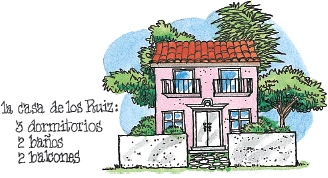 la casa de los Ruiz:
3 dormitorios
2 baños
2 balcones